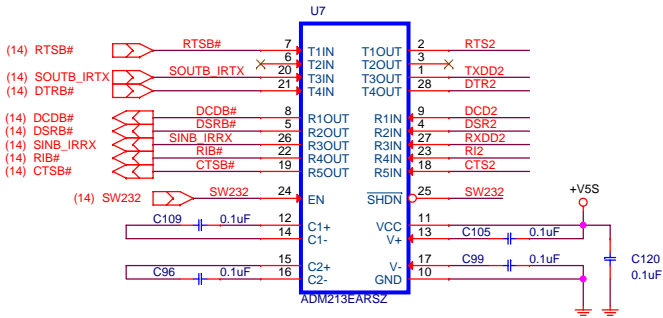 U7
(14) RTSB# RTSB# 7 T1IN T1OUT 2 RTS2
6 T2IN T2OUT 3
(14) SOUTB_IRTX SOUTB_IRTX 20 T3IN T3OUT 1 TXDD2
(14) DTRB# 21 T4IN T4OUT 28 DTR2
(14) DCDB# DCDB# 8 R1OUT R1IN 9 DCD2
(14) DSRB# DSRB# 5 R2OUT R2IN 4 DSR2
(14) SINB_IRRX SINB_IRRX 26 R3OUT R3IN 27 RXDD2
(14) RIB# RIB# 22 R4OUT R4IN 23 RI2
(14) CTSB# CTSB# 19 R5OUT R5IN 18 CTS2
(14) SW232 SW232 24 EN SHDN 25 SW232
+V5S
C109 0.1uF 12 C1+ VCC 11
14 C1- V+ 13 C105 0.1uF
C96 0.1uF 15 C2+ V- 17 C99 0.1uF C120
16 C2- GND 10 0.1uF
ADM213EARSZ